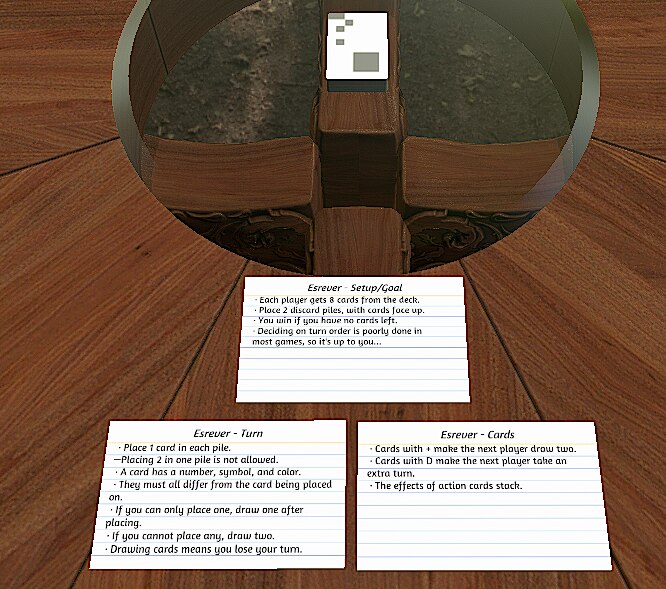 Esrever - Setup/Goal
· Each player gets 8 cards from the deck.
· Place 2 discard piles, with cards face up.
· You win if you have no cards left.
· Deciding on turn order is poorly done in
most games, so it's up to you...
Esrever - Turn
· Place 1 card in each pile.
—Placing 2 in one pile is not allowed.
· A card has a number, symbol, and color.
· They must all differ from the card being placed
on.
· If you can only place one, draw one after
placing.
· If you cannot place any, draw two.
· Drawing cards means you lose your turn.
Esrever - Cards
· Cards with + make the next player draw two.
· Cards with D make the next player take an
extra turn.
· The effects of action cards stack.